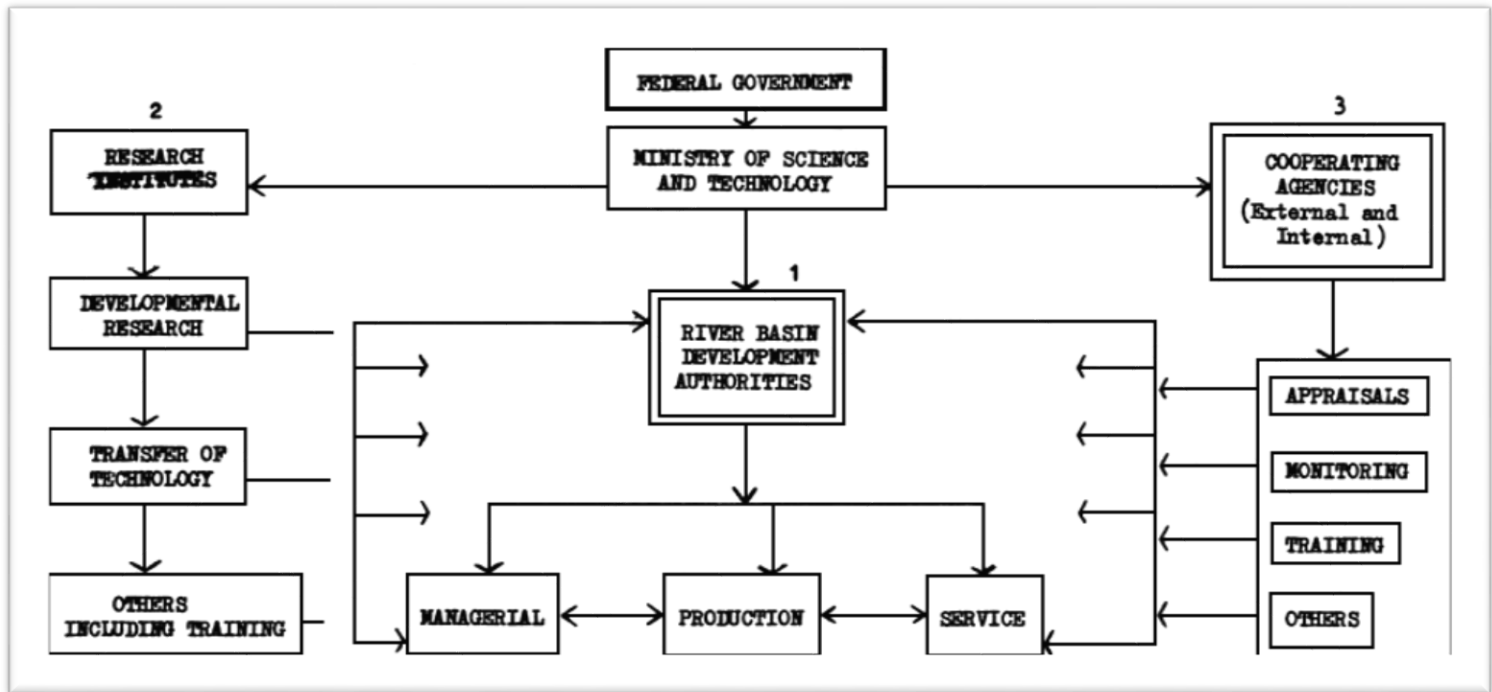 FEDERAL GOVERNMENT
MINISTRY OF SCIENCE
AND TECHNOLOGY
2
RESEARCH
INSTITUTES
3
COOPERATING
AGENCIES
(External and
Internal)
1
RIVER BASIN
DEVELOPMENT
AUTHORITIES
DEVELOPMENTAL
RESEARCH
TRANSFER OF
TECHNOLOGY
OTHERS
INCLUDING TRAINING
MANAGERIAL
PRODUCTION
SERVICE
APPRAISALS
MONITORING
TRAINING
OTHERS